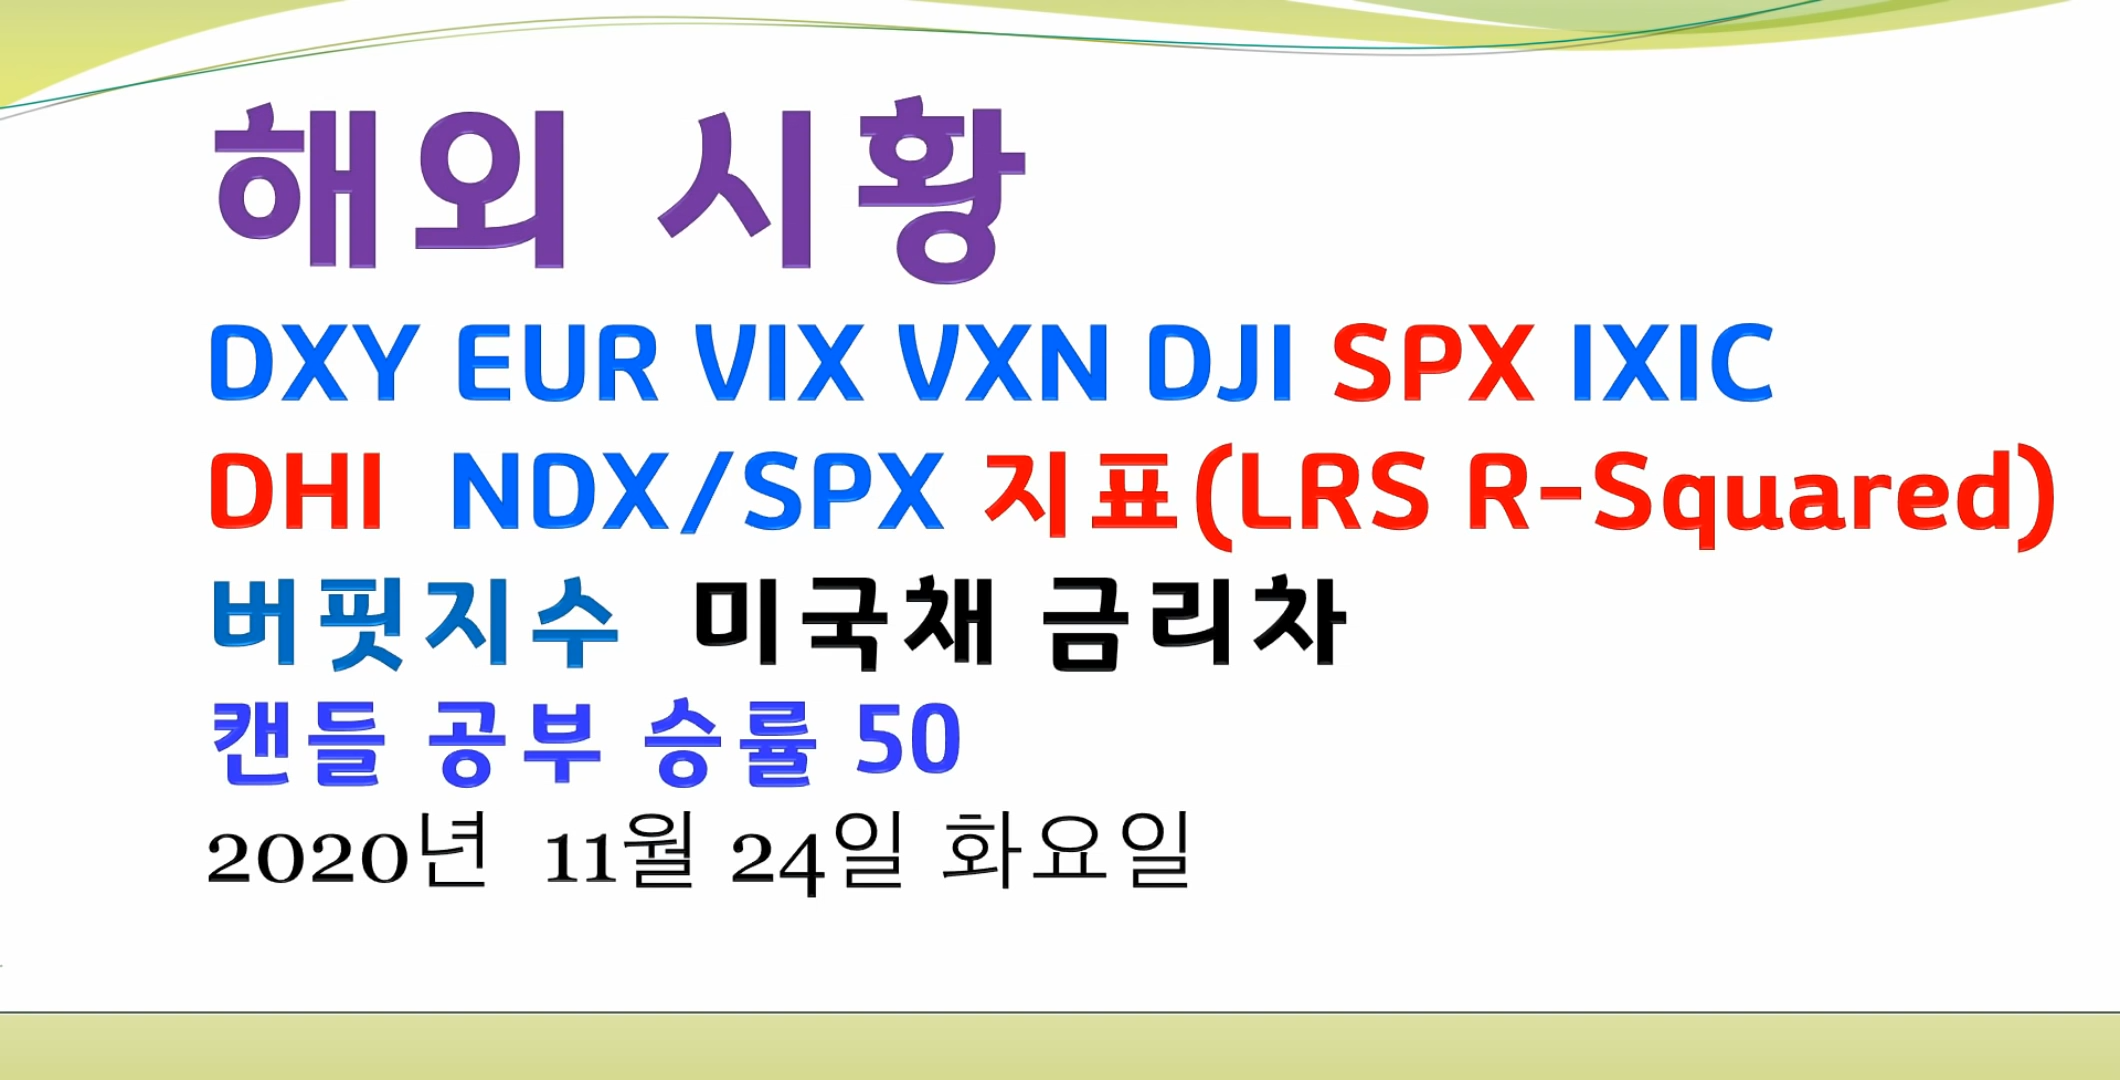 해외 시황
DXY EUR VIX VXN DJI SPX IXIC
DHI NDX/SPX 지표(LRS R-Squared)
버핏지수 미국채 금리차
캔들 공부 승률 50
2020년 11월 24일 화요일